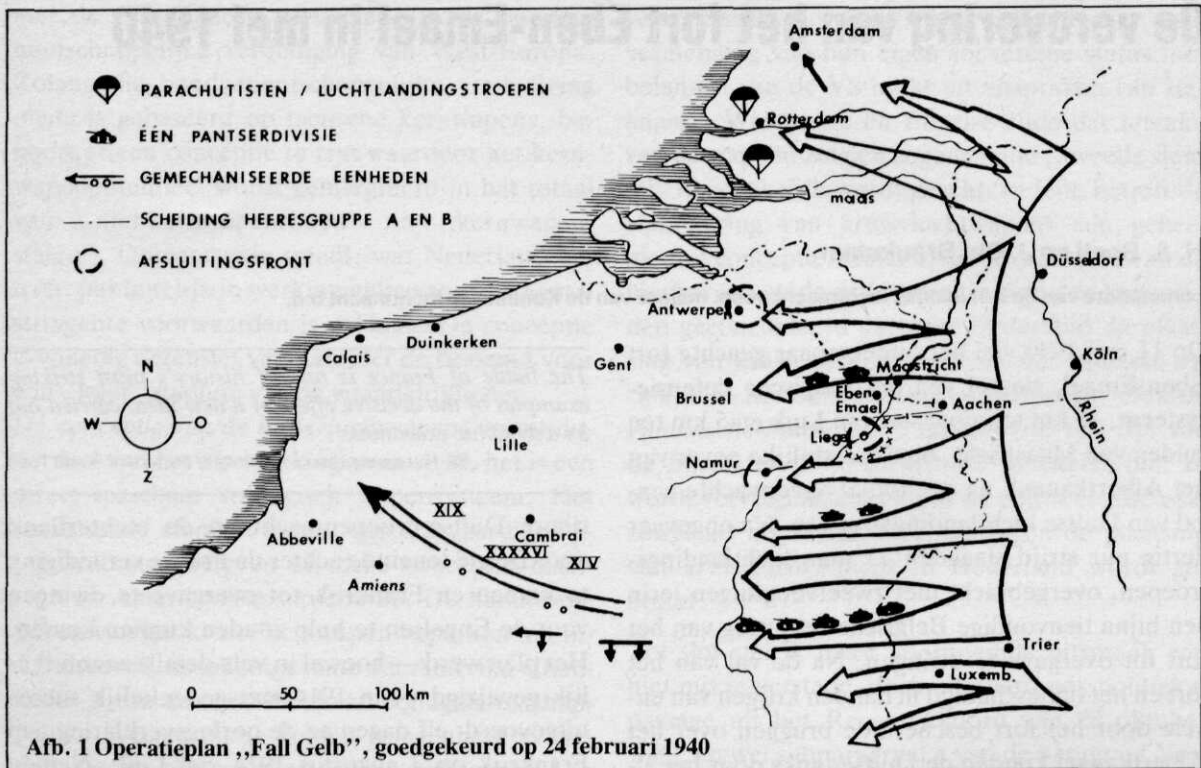 PARACHUTISTEN LUCHTLANDINGSTROEPEN
ÉÉN PANTSERDIVISIE
GEMECHANISEERDE EENHEDEN
SCHEIDING HEERESGRUPPE A EN B
AFSLUITINGSFRONT
N
W
O
Z
0 50 100 km
Amsterdam
Rotterdam
maas
Düsseldorf
Antwerpen
Duinkerken
Calais
Gent
Maastricht
Köln
Brussel
Eben
Emael
Aachen
Rhein
Liege
Lille
Namur
XIX
Cambrai
Abbeville
XXXXVI
XIV
Amiens
Trier
Luxemb.
Afb. 1 Operatieplan ,,Fall Gelb’’, goedgekeurd op 24 februari 1940